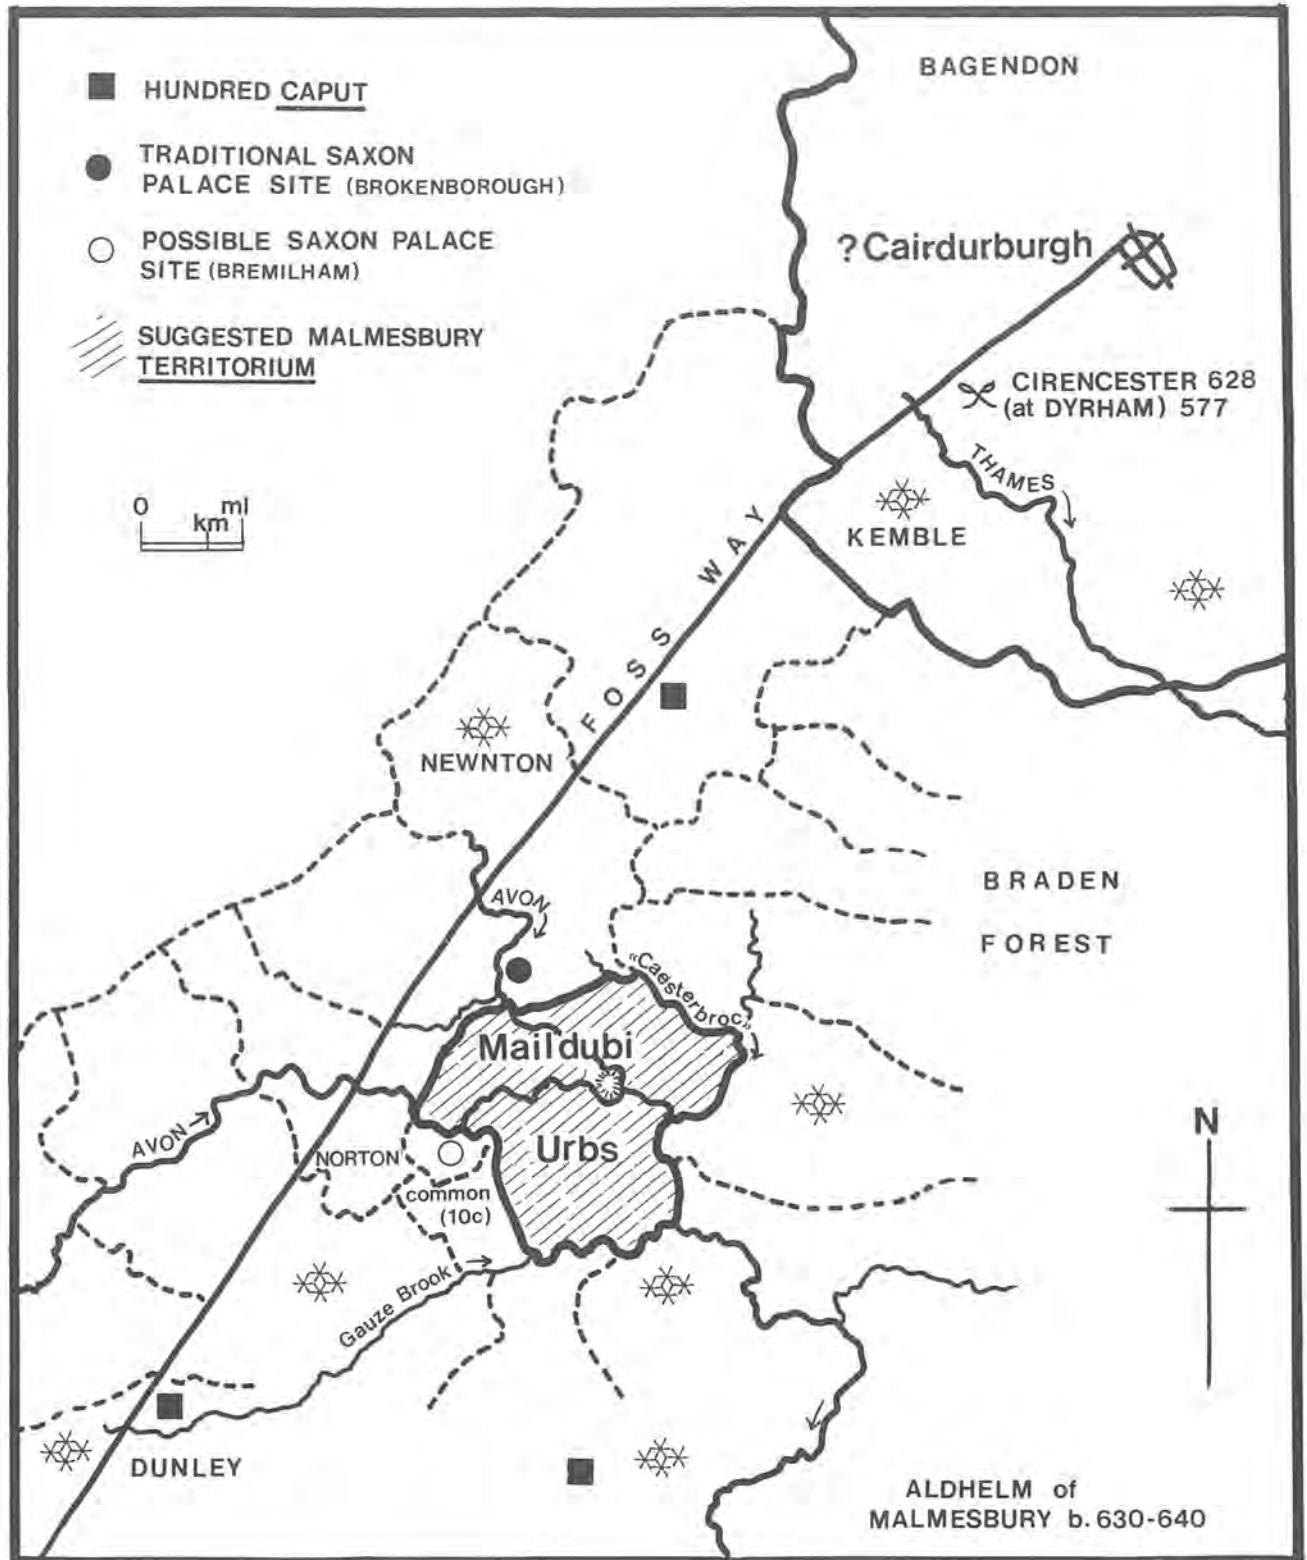 HUNDRED CAPUT
TRADITIONAL SAXON
PALACE SITE (BROKENBOROUGH)
POSSIBLE SAXON PALACE
SITE (BREMILHAM)
SUGGESTED MALMESBURY
TERRITORIUM
0 ml
km
BAGENDON
?Cairdurburgh
CIRENCESTER 628
(at DYRHAM) 577
THAMES
KEMBLE
FOSS WAY
NEWNTON
BRADEN
FOREST
AVON
«Caesterbroc»
Maildubi
Urbs
AVON
NORTON
common
(10c)
Gauze Brook
DUNLEY
N
ALDHELM of
MALMESBURY b.630-640